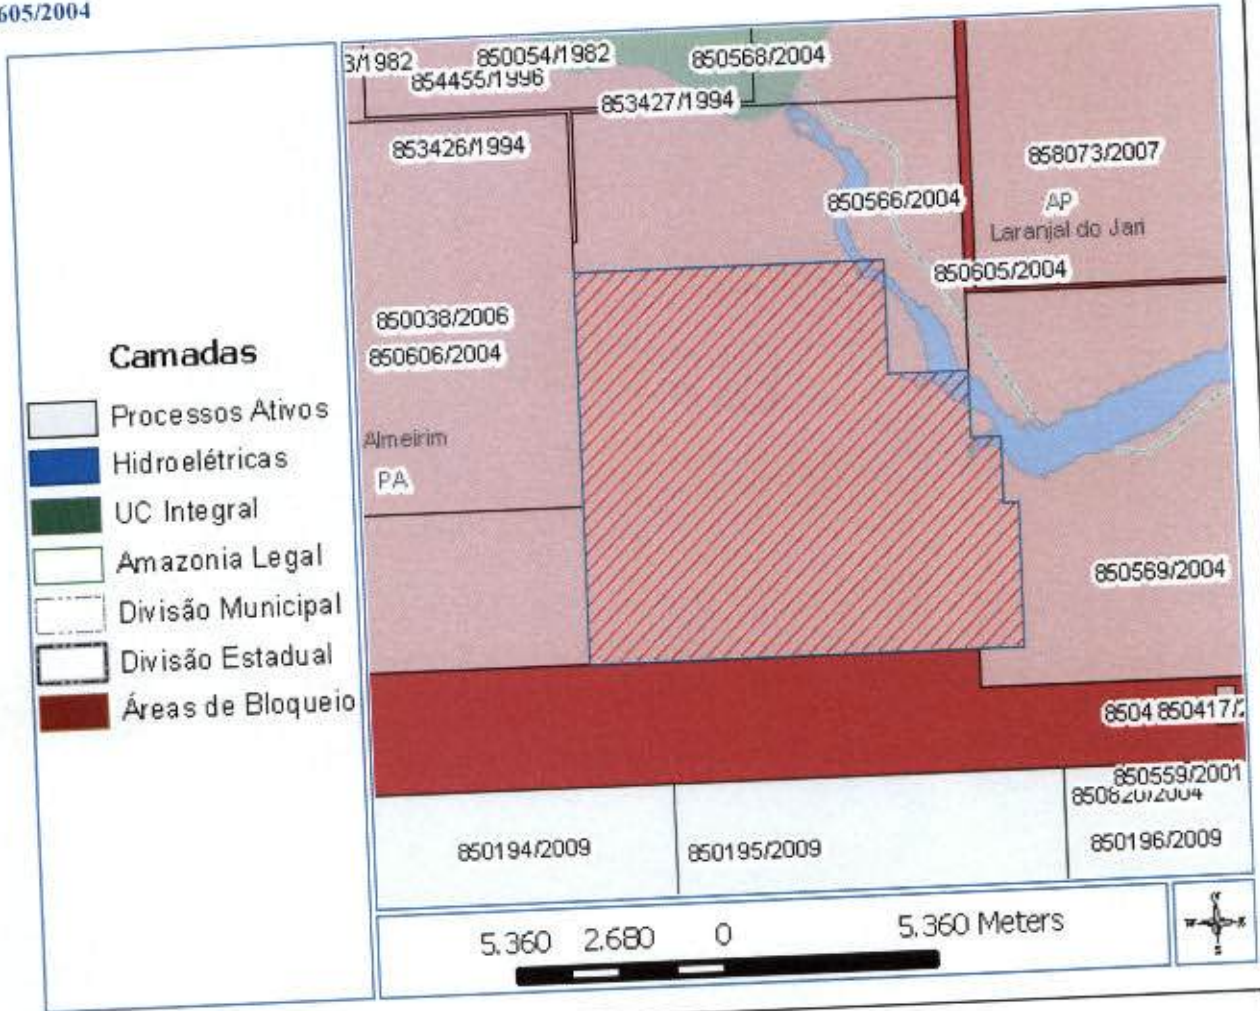 605/2004
Camadas
Processos Ativos
Hidroelétricas
UC Integral
Amazonia Legal
Divisão Municipal
Divisão Estadual
Áreas de Bloqueio
3/1982
850054/1982
850568/2004
854455/1996
853427/1994
853426/1994
858073/2007
850566/2004
AP
Laranjal do Jari
850605/2004
850038/2006
850606/2004
Almeirim
PA
850569/2004
8504
850417/2
850559/2001
850820/2004
850194/2009
850195/2009
850196/2009
5.360 2.680 0 5.360 Meters